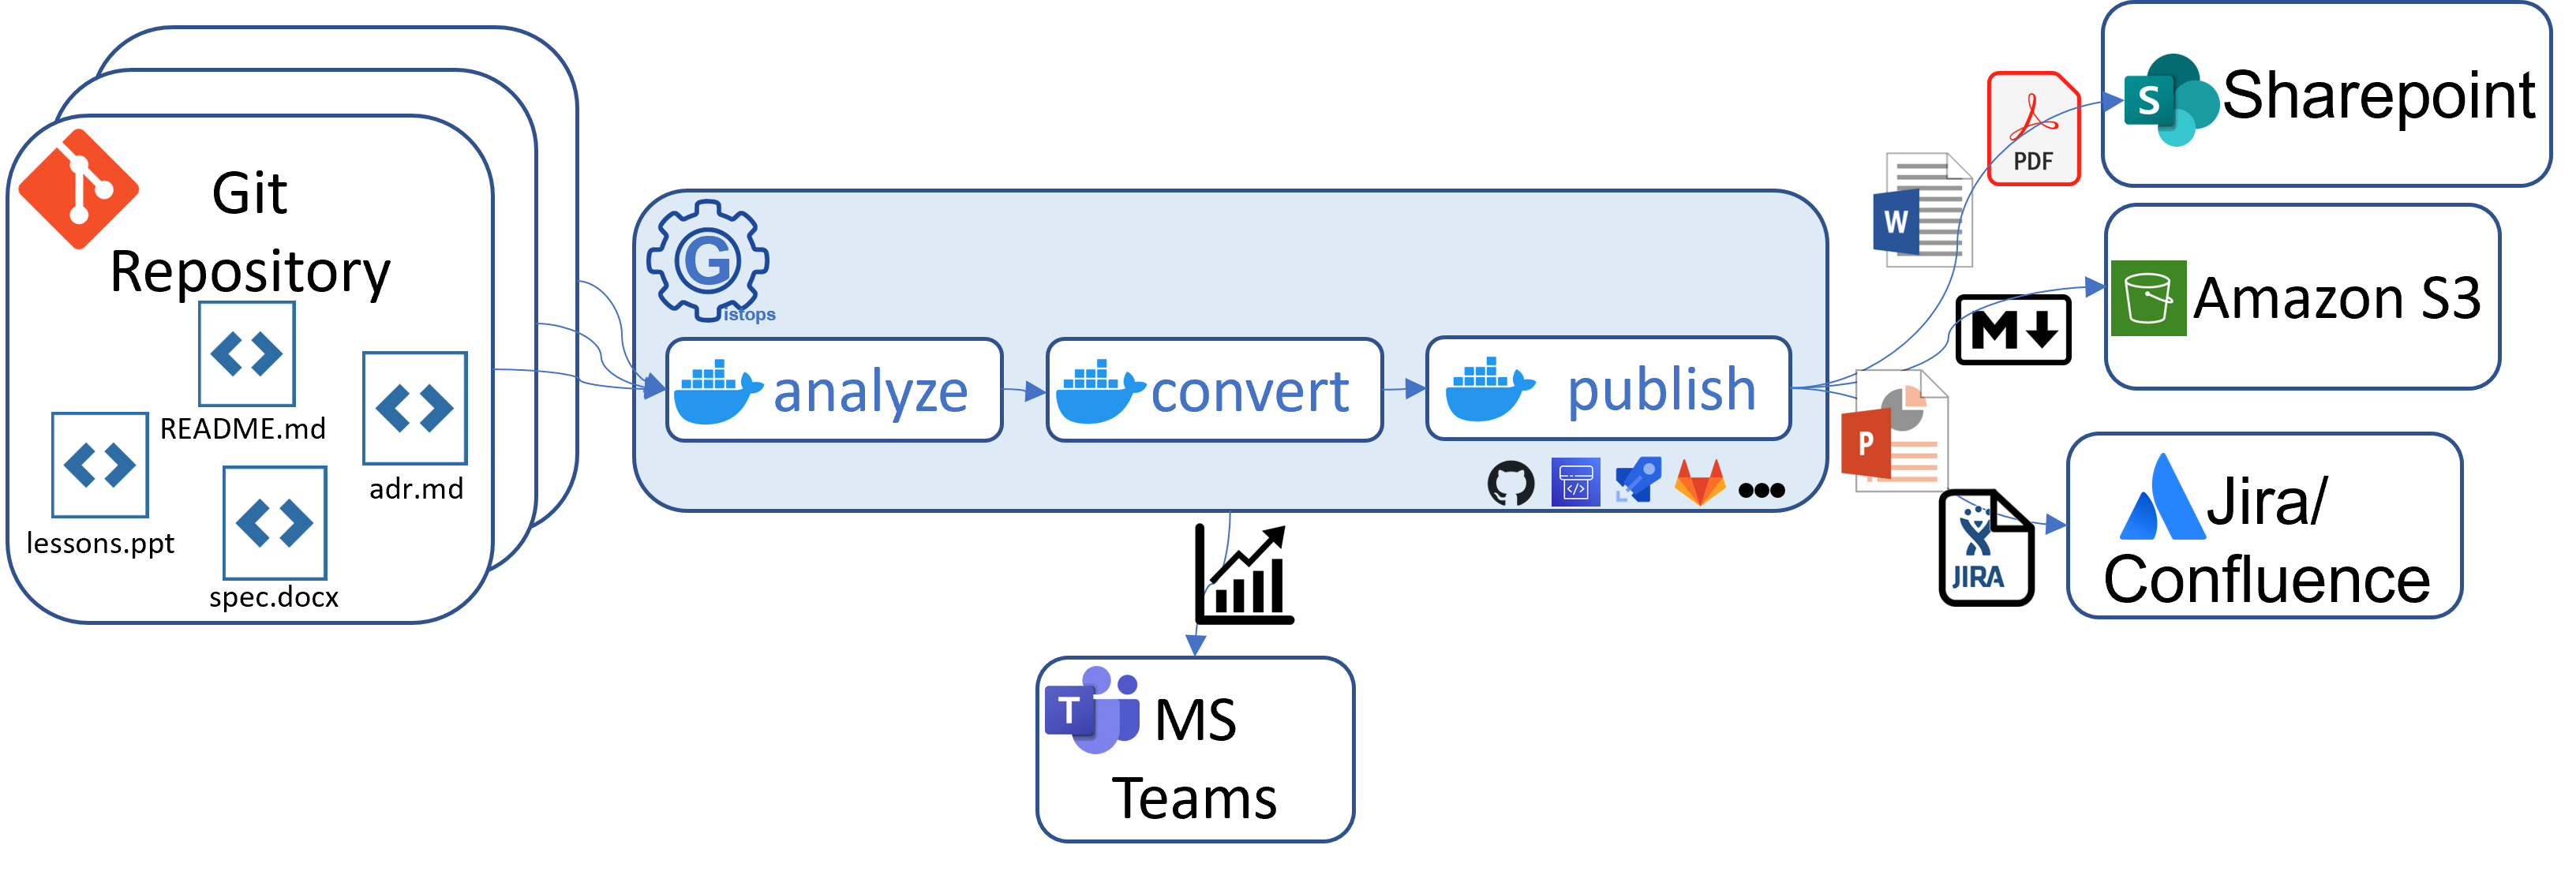 Git
Repository
README.md
adr.md
lessons.ppt
spec.docx
G
istops
analyze
convert
publish
W
PDF
M
P
JIRA
S
Sharepoint
Amazon S3
Jira/
Confluence
T
MS
Teams